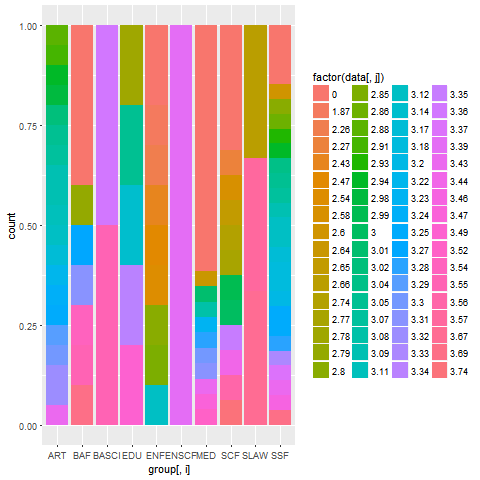 1.00
0.75
0.50
0.25
0.00
count
ART BAF BASCI EDU ENF ENSCF MED SCF SLAW SSF
group[, i]
factor(data[, j])
0 2.85 3.12 3.35
1.87 2.86 3.14 3.36
2.26 2.88 3.17 3.37
2.27 2.91 3.18 3.39
2.43 2.93 3.2 3.43
2.47 2.94 3.22 3.44
2.54 2.98 3.23 3.46
2.58 2.99 3.24 3.47
2.6 3 3.25 3.49
2.64 3.01 3.27 3.52
2.65 3.02 3.28 3.54
2.66 3.04 3.29 3.55
2.74 3.05 3.3 3.56
2.77 3.07 3.31 3.57
2.78 3.08 3.32 3.67
2.79 3.09 3.33 3.69
2.8 3.11 3.34 3.74